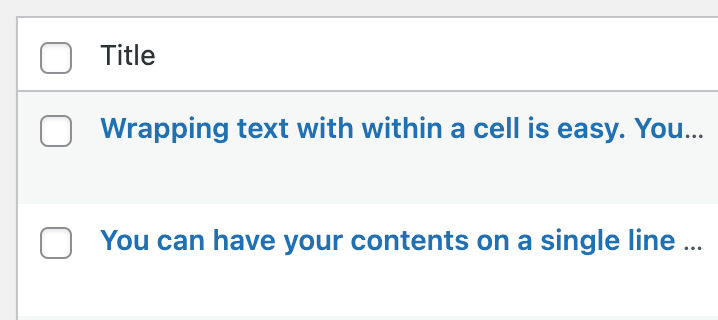 Title
Wrapping text with within a cell is easy. You...
You can have your contents on a single line ...